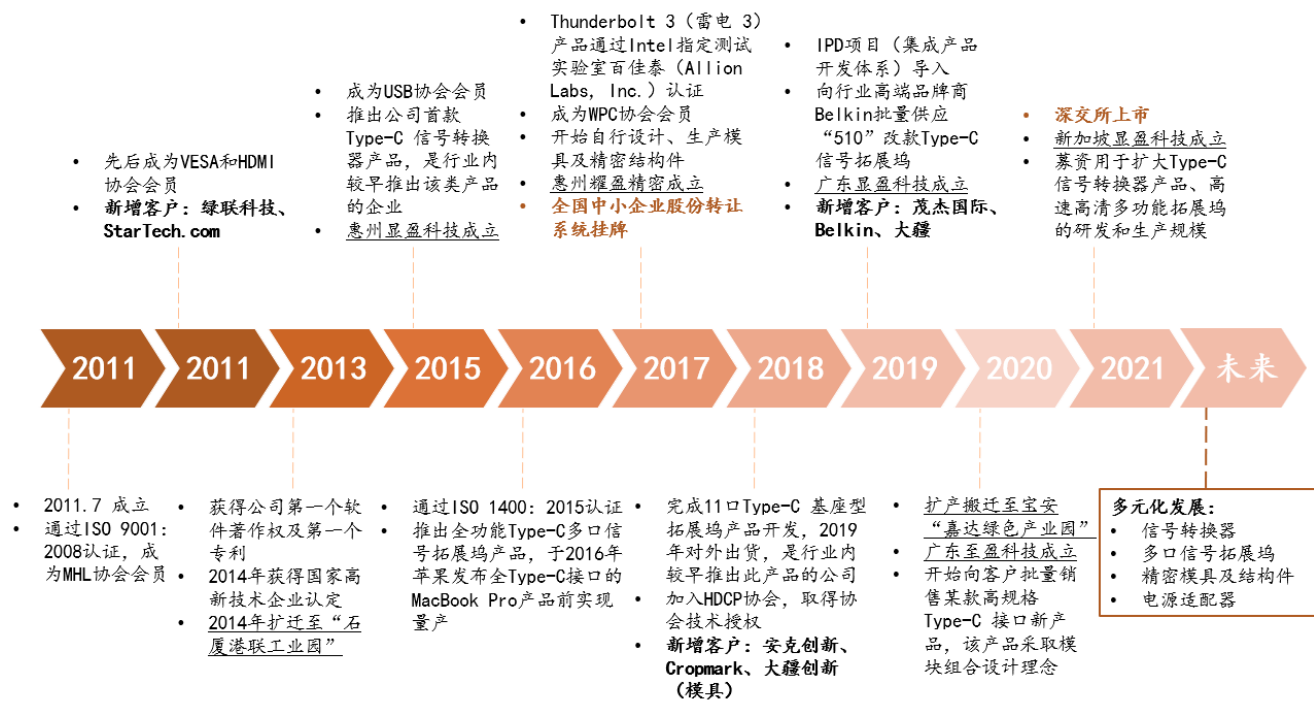 • 先后成为VESA和HDMI
协会会员
• 新增客户：绿联科技、
StarTech.com
• 成为USB协会会员
• 推出公司首款
Type-C 信号转换
器产品，是行业内
较早推出该类产品
的企业
• 惠州显盈科技成立
• Thunderbolt 3（雷电 3）
产品通过Intel指定测试
实验室百佳泰（Allion
Labs, Inc.）认证
• 成为WPC协会会员
• 开始自行设计、生产模
具及精密结构件
• 惠州耀盈精密成立
• 全国中小企业股份转让
系统挂牌
• IPD项目（集成产品
开发体系）导入
• 向行业高端品牌商
Belkin批量供应
“510”改款Type-C
信号拓展坞
• 广东显盈科技成立
• 新增客户：茂杰国际、
Belkin、大疆
• 深交所上市
• 新加坡显盈科技成立
• 募资用于扩大Type-C
信号转换器产品、高
速高清多功能拓展坞
的研发和生产规模
2011
2011
2013
2015
2016
2017
2018
2019
2020
2021
未来
• 2011.7 成立
• 通过ISO 9001：
2008认证，成
为MHL协会会员
• 获得公司第一个软
件著作权及第一个
专利
• 2014年获得国家高
新技术企业认定
• 2014年扩迁至“石
厦港联工业园”
• 通过ISO 1400：2015认证
• 推出全功能Type-C多口信
号拓展坞产品，于2016年
苹果发布全Type-C接口的
MacBook Pro产品前实现
量产
• 完成11口Type-C 基座型
拓展坞产品开发，2019
年对外出货，是行业内
较早推出此产品的公司
• 加入HDCP协会，取得协
会技术授权
• 新增客户：安克创新、
Cropmark、大疆创新
（模具）
• 扩产搬迁至宝安
“嘉达绿色产业园”
• 广东至盈科技成立
• 开始向客户批量销
售某款高规格
Type-C 接口新产
品，该产品采取模
块组合设计理念
多元化发展：
• 信号转换器
• 多口信号拓展坞
• 精密模具及结构件
• 电源适配器